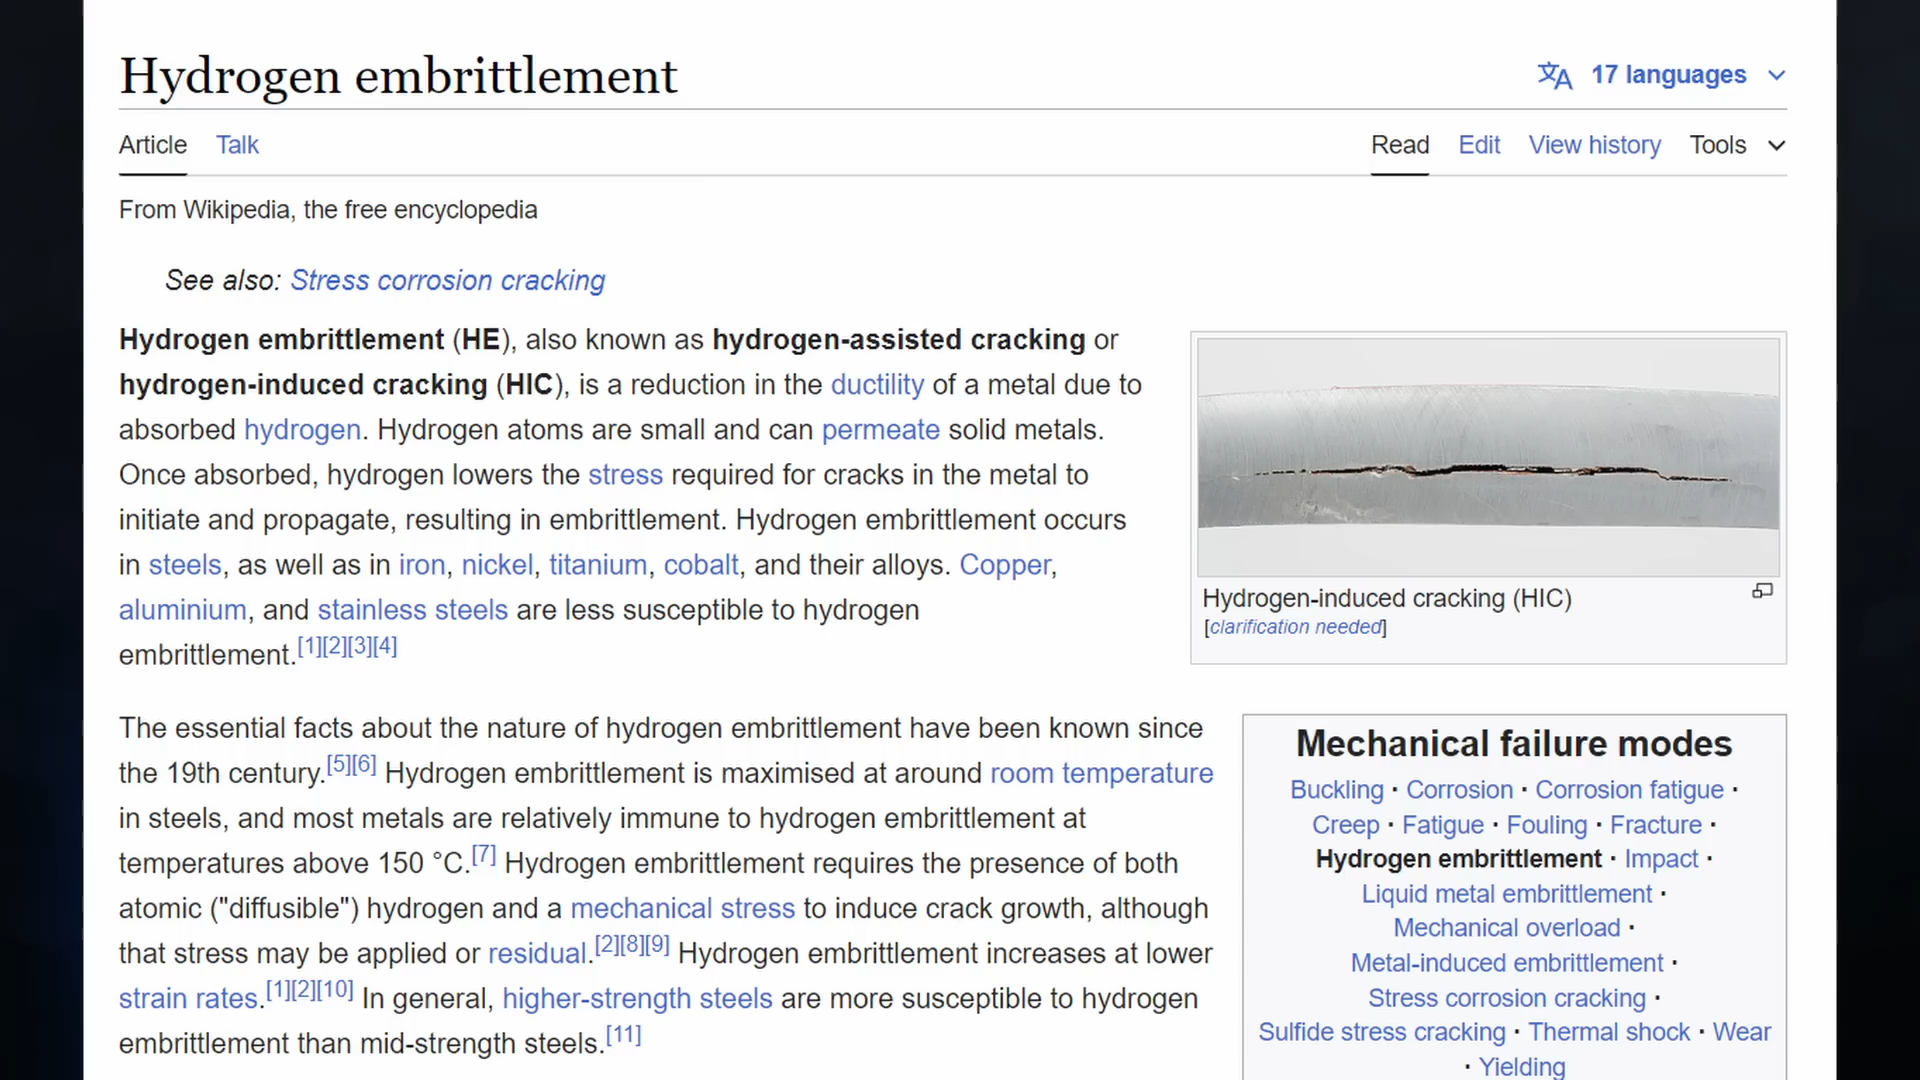 Hydrogen embrittlement
17 languages
Article Talk
Read Edit View history Tools
From Wikipedia, the free encyclopedia
See also: Stress corrosion cracking
Hydrogen embrittlement (HE), also known as hydrogen-assisted cracking or
hydrogen-induced cracking (HIC), is a reduction in the ductility of a metal due to
absorbed hydrogen. Hydrogen atoms are small and can permeate solid metals.
Once absorbed, hydrogen lowers the stress required for cracks in the metal to
initiate and propagate, resulting in embrittlement. Hydrogen embrittlement occurs
in steels, as well as in iron, nickel, titanium, cobalt, and their alloys. Copper,
aluminium, and stainless steels are less susceptible to hydrogen
embrittlement.[1][2][3][4]
Hydrogen-induced cracking (HIC)
[clarification needed]
The essential facts about the nature of hydrogen embrittlement have been known since
the 19th century.[5][6] Hydrogen embrittlement is maximised at around room temperature
in steels, and most metals are relatively immune to hydrogen embrittlement at
temperatures above 150 °C.[7] Hydrogen embrittlement requires the presence of both
atomic ("diffusible") hydrogen and a mechanical stress to induce crack growth, although
that stress may be applied or residual.[2][8][9] Hydrogen embrittlement increases at lower
strain rates.[1][2][10] In general, higher-strength steels are more susceptible to hydrogen
embrittlement than mid-strength steels.[11]
Mechanical failure modes
Buckling · Corrosion · Corrosion fatigue ·
Creep · Fatigue · Fouling · Fracture ·
Hydrogen embrittlement · Impact ·
Liquid metal embrittlement ·
Mechanical overload ·
Metal-induced embrittlement ·
Stress corrosion cracking ·
Sulfide stress cracking · Thermal shock · Wear
· Yielding